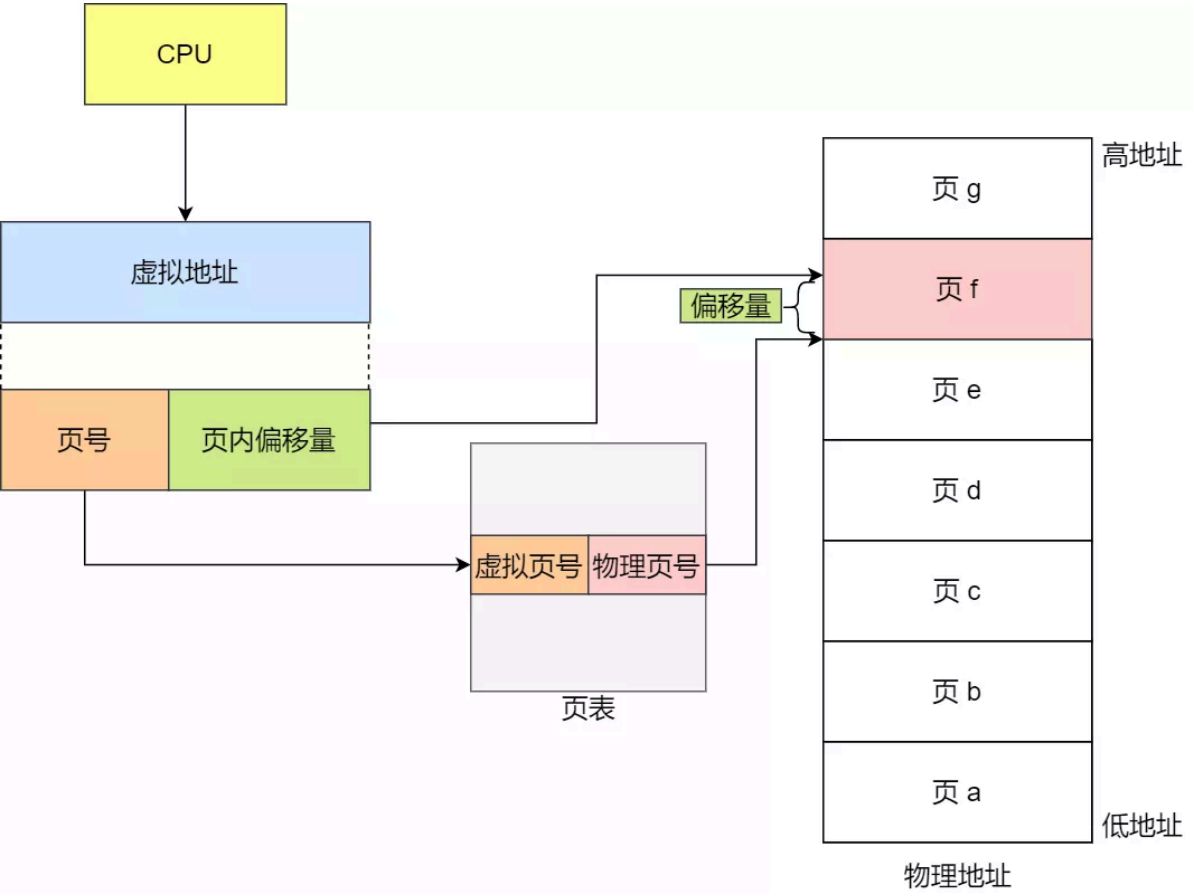 CPU
虚拟地址
页号
页内偏移量
虚拟页号
物理页号
页表
偏移量
高地址
页 g
页 f
页 e
页 d
页 c
页 b
页 a
低地址
物理地址